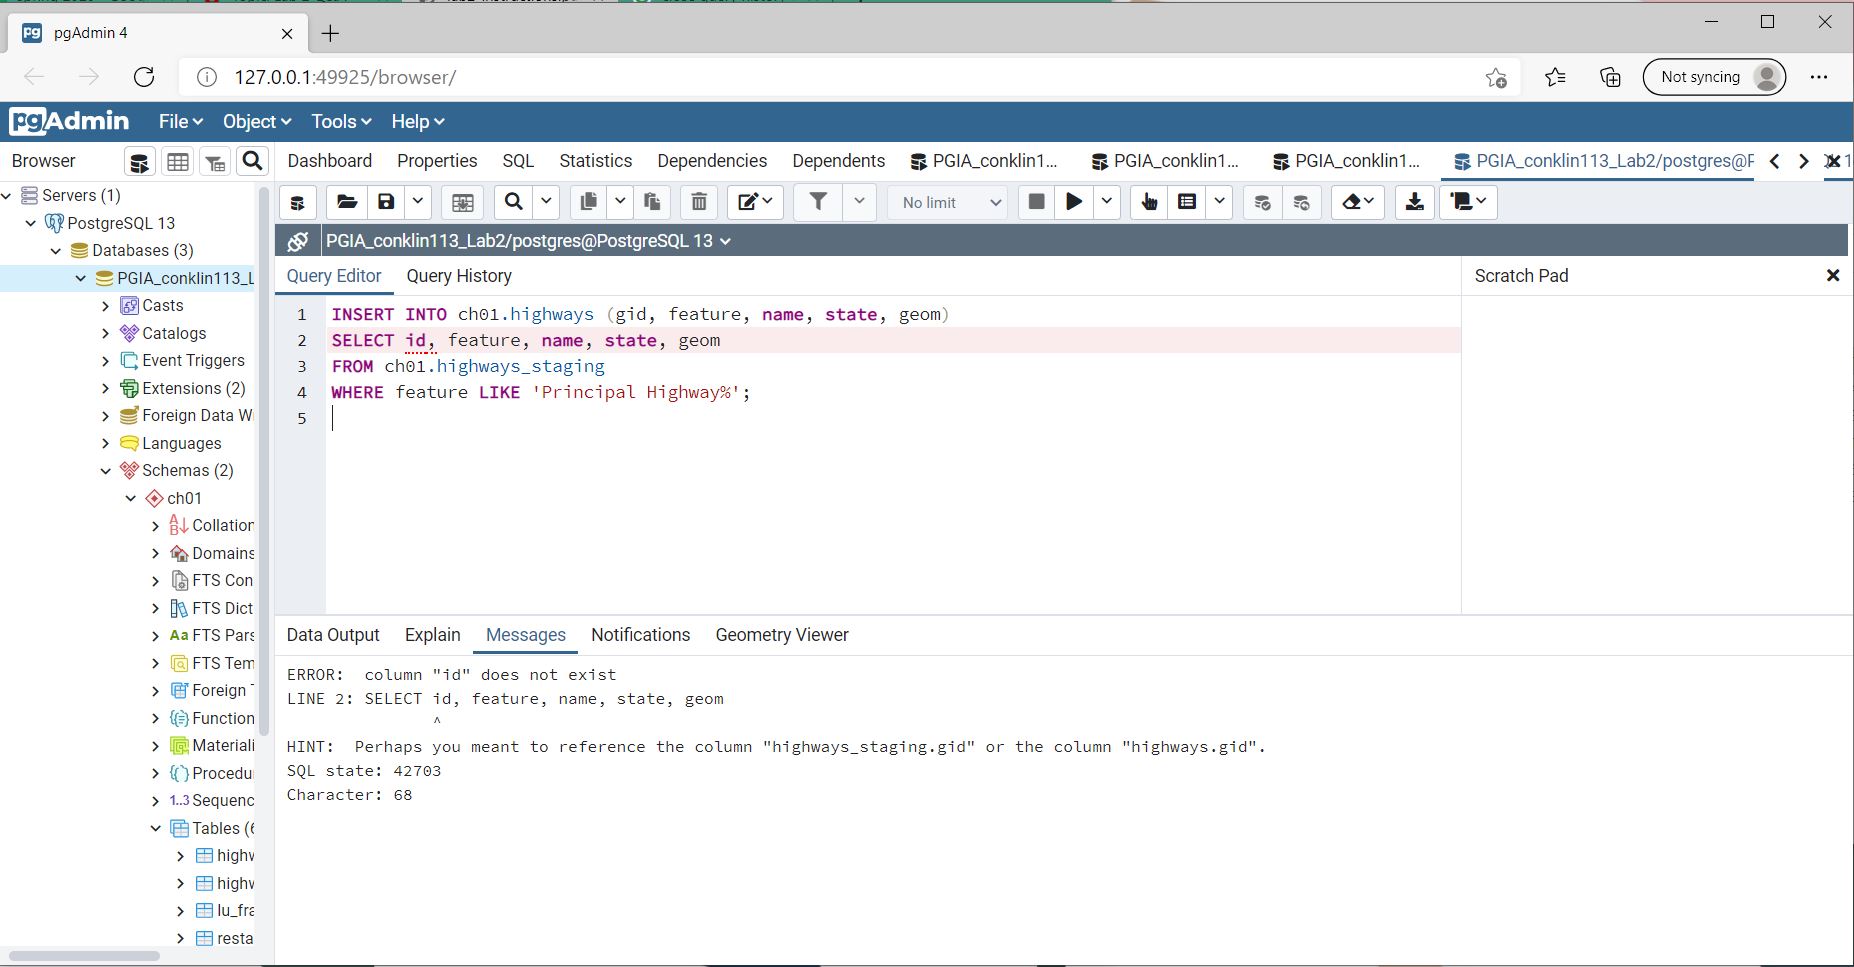 pgAdmin 4
127.0.0.1:49925/browser/
Not syncing
pgAdmin File Object Tools Help
Browser
Dashboard Properties SQL Statistics Dependencies Dependents PGIA_conklin1... PGIA_conklin1... PGIA_conklin1... PGIA_conklin113_Lab2/postgres@P
No limit
PGIA_conklin113_Lab2/postgres@PostgreSQL 13
Servers (1)
PostgreSQL 13
Databases (3)
PGIA_conklin113_L
Casts
Catalogs
Event Triggers
Extensions (2)
Foreign Data W
Languages
Schemas (2)
ch01
Collation
Domains
FTS Con
FTS Dict
Aa FTS Pars
FTS Tem
Foreign T
Function
Materiali
Procedu
1..3 Sequenc
Tables (6
highw
highw
lu_fra
resta
Query Editor Query History
Scratch Pad
1 INSERT INTO ch01.highways (gid, feature, name, state, geom)
2 SELECT id, feature, name, state, geom
3 FROM ch01.highways_staging
4 WHERE feature LIKE 'Principal Highway%';
5
Data Output Explain Messages Notifications Geometry Viewer
ERROR:  column "id" does not exist
LINE 2: SELECT id, feature, name, state, geom
^
HINT:  Perhaps you meant to reference the column "highways_staging.gid" or the column "highways.gid".
SQL state: 42703
Character: 68